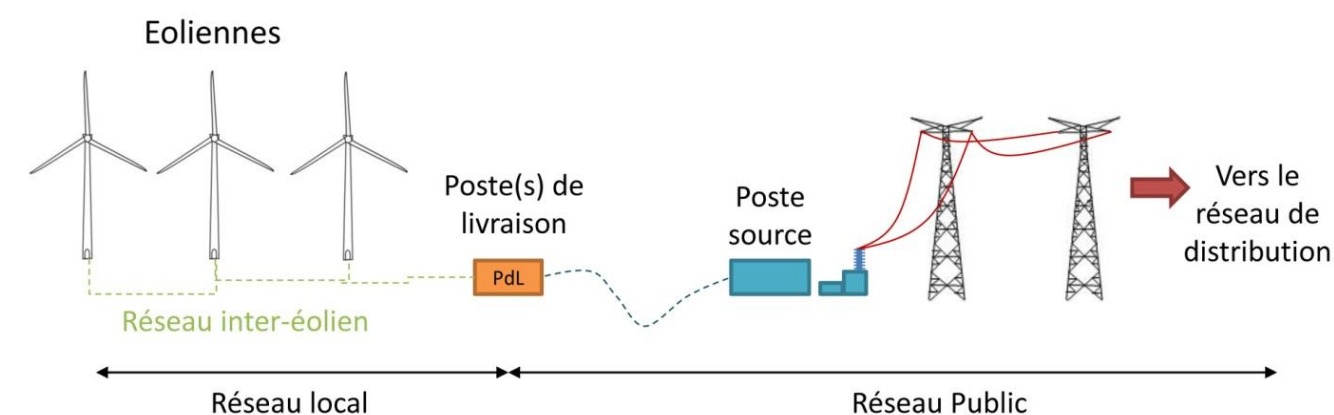 Eoliennes
Poste(s) de
livraison
Poste
source
Vers le
réseau de
distribution
PdL
Réseau inter-éolien
Réseau local
Réseau Public